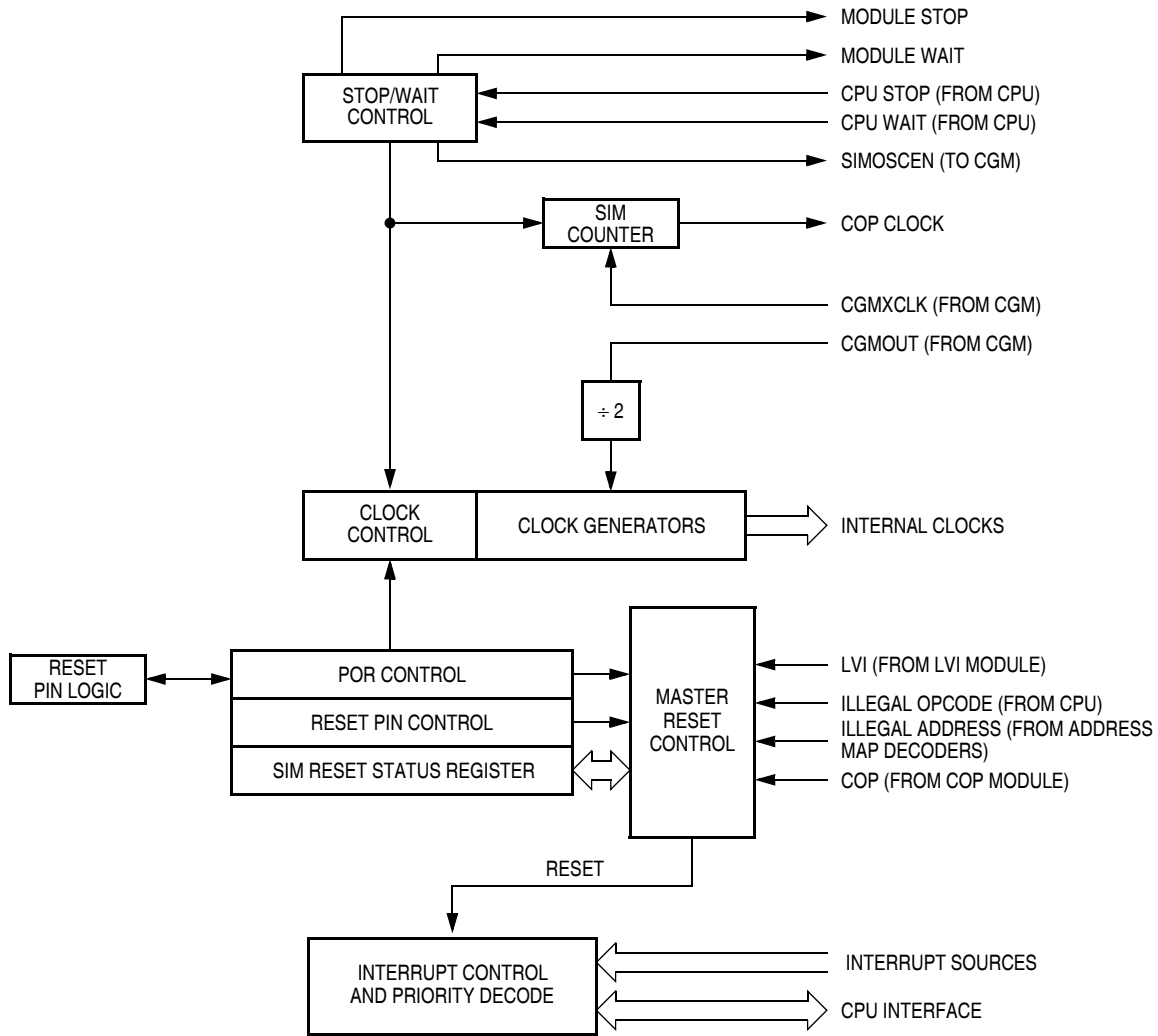 MODULE STOP
MODULE WAIT
STOP/WAIT
CONTROL
CPU STOP (FROM CPU)
CPU WAIT (FROM CPU)
SIMOSCEN (TO CGM)
SIM
COUNTER
COP CLOCK
CGMXCLK (FROM CGM)
CGMOUT (FROM CGM)
÷ 2
CLOCK
CONTROL
CLOCK GENERATORS
INTERNAL CLOCKS
RESET
PIN LOGIC
POR CONTROL
RESET PIN CONTROL
SIM RESET STATUS REGISTER
MASTER
RESET
CONTROL
LVI (FROM LVI MODULE)
ILLEGAL OPCODE (FROM CPU)
ILLEGAL ADDRESS (FROM ADDRESS
MAP DECODERS)
COP (FROM COP MODULE)
RESET
INTERRUPT CONTROL
AND PRIORITY DECODE
INTERRUPT SOURCES
CPU INTERFACE